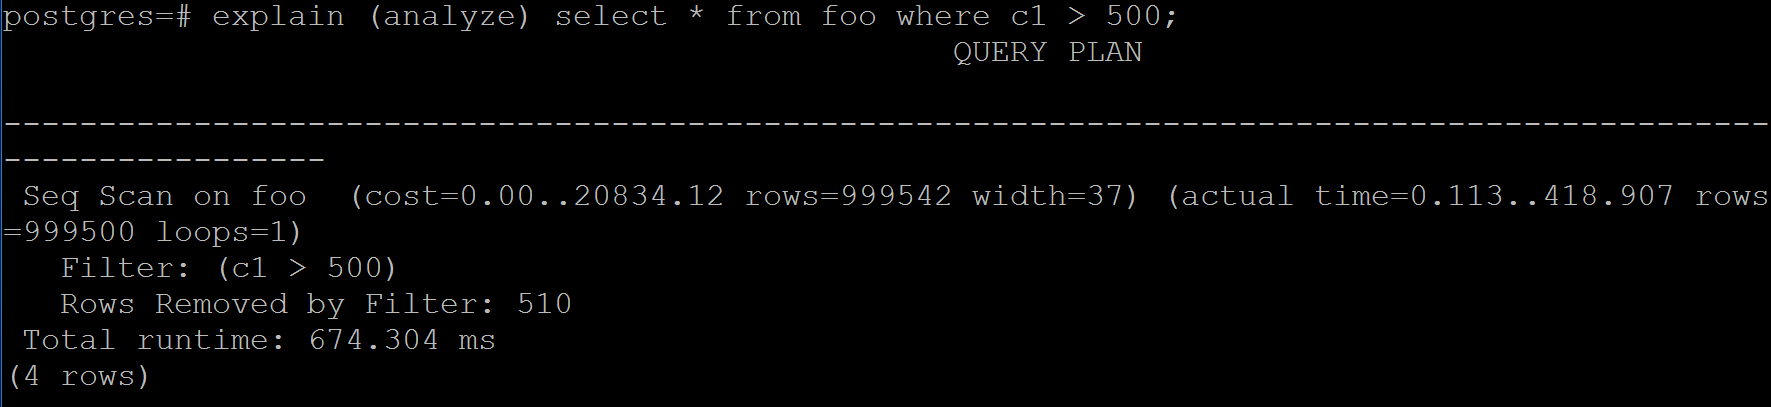 postgres=# explain (analyze) select * from foo where c1 > 500;
QUERY PLAN
---------------------------------------------------------------------------------------------
-----------------
Seq Scan on foo  (cost=0.00..20834.12 rows=999542 width=37) (actual time=0.113..418.907 rows
=999500 loops=1)
Filter: (c1 > 500)
Rows Removed by Filter: 510
Total runtime: 674.304 ms
(4 rows)